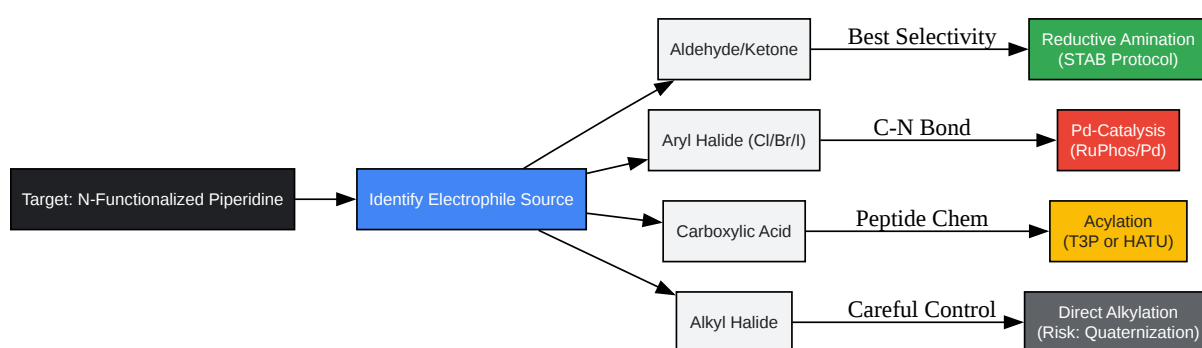 Target: N-Functionalized Piperidine
Identify Electrophile Source
Aldehyde/Ketone
Best Selectivity
Reductive Amination
(STAB Protocol)
Aryl Halide (Cl/Br/I)
C-N Bond
Pd-Catalysis
(RuPhos/Pd)
Carboxylic Acid
Peptide Chem
Acylation
(T3P or HATU)
Alkyl Halide
Careful Control
Direct Alkylation
(Risk: Quaternization)